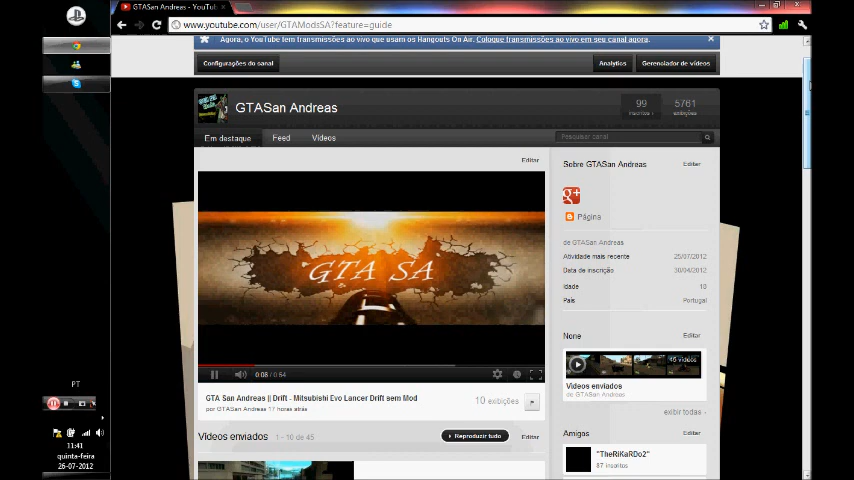 GTASan Andreas - YouTub
www.youtube.com/user/GTAModsSA?feature=guide
Agora, o YouTube tem transmissões ao vivo que usam os Hangouts On Air. Coloque transmissões ao vivo em seu canal agora.
Configurações do canal
Analytics
Gerenciador de vídeos
GTASan Andreas
99
inscritos
5761
exibições
Em destaque
Feed
Vídeos
Pesquisar canal
Editar
GTA SA
0:08 / 0:54
GTA San Andreas || Drift - Mitsubishi Evo Lancer Drift sem Mod
por GTASan Andreas 17 horas atrás
10 exibições
Vídeos enviados 1 - 10 de 45
Reproduzir tudo
Editar
Sobre GTASan Andreas
Editar
g+
Página
de GTASan Andreas
Atividade mais recente 25/07/2012
Data de inscrição 30/04/2012
Idade 18
País Portugal
None
Editar
45 vídeos
Vídeos enviados
de GTASan Andreas
exibir todas
Amigos
Editar
"TheRiKaRDo2"
87 inscritos
PT
11:41
quinta-feira
26-07-2012